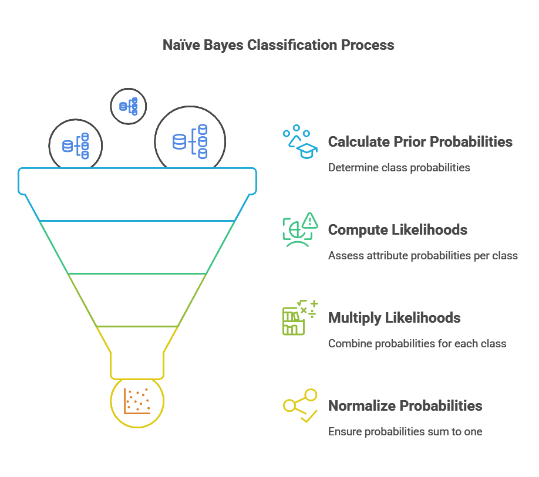 Naïve Bayes Classification Process
Calculate Prior Probabilities
Determine class probabilities
Compute Likelihoods
Assess attribute probabilities per class
Multiply Likelihoods
Combine probabilities for each class
Normalize Probabilities
Ensure probabilities sum to one